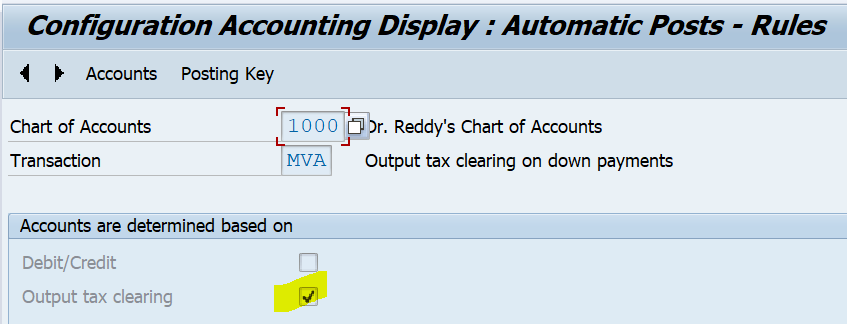 Configuration Accounting Display : Automatic Posts - Rules
Accounts Posting Key
Chart of Accounts 1000 Dr. Reddy's Chart of Accounts
Transaction MVA Output tax clearing on down payments
Accounts are determined based on
Debit/Credit
Output tax clearing